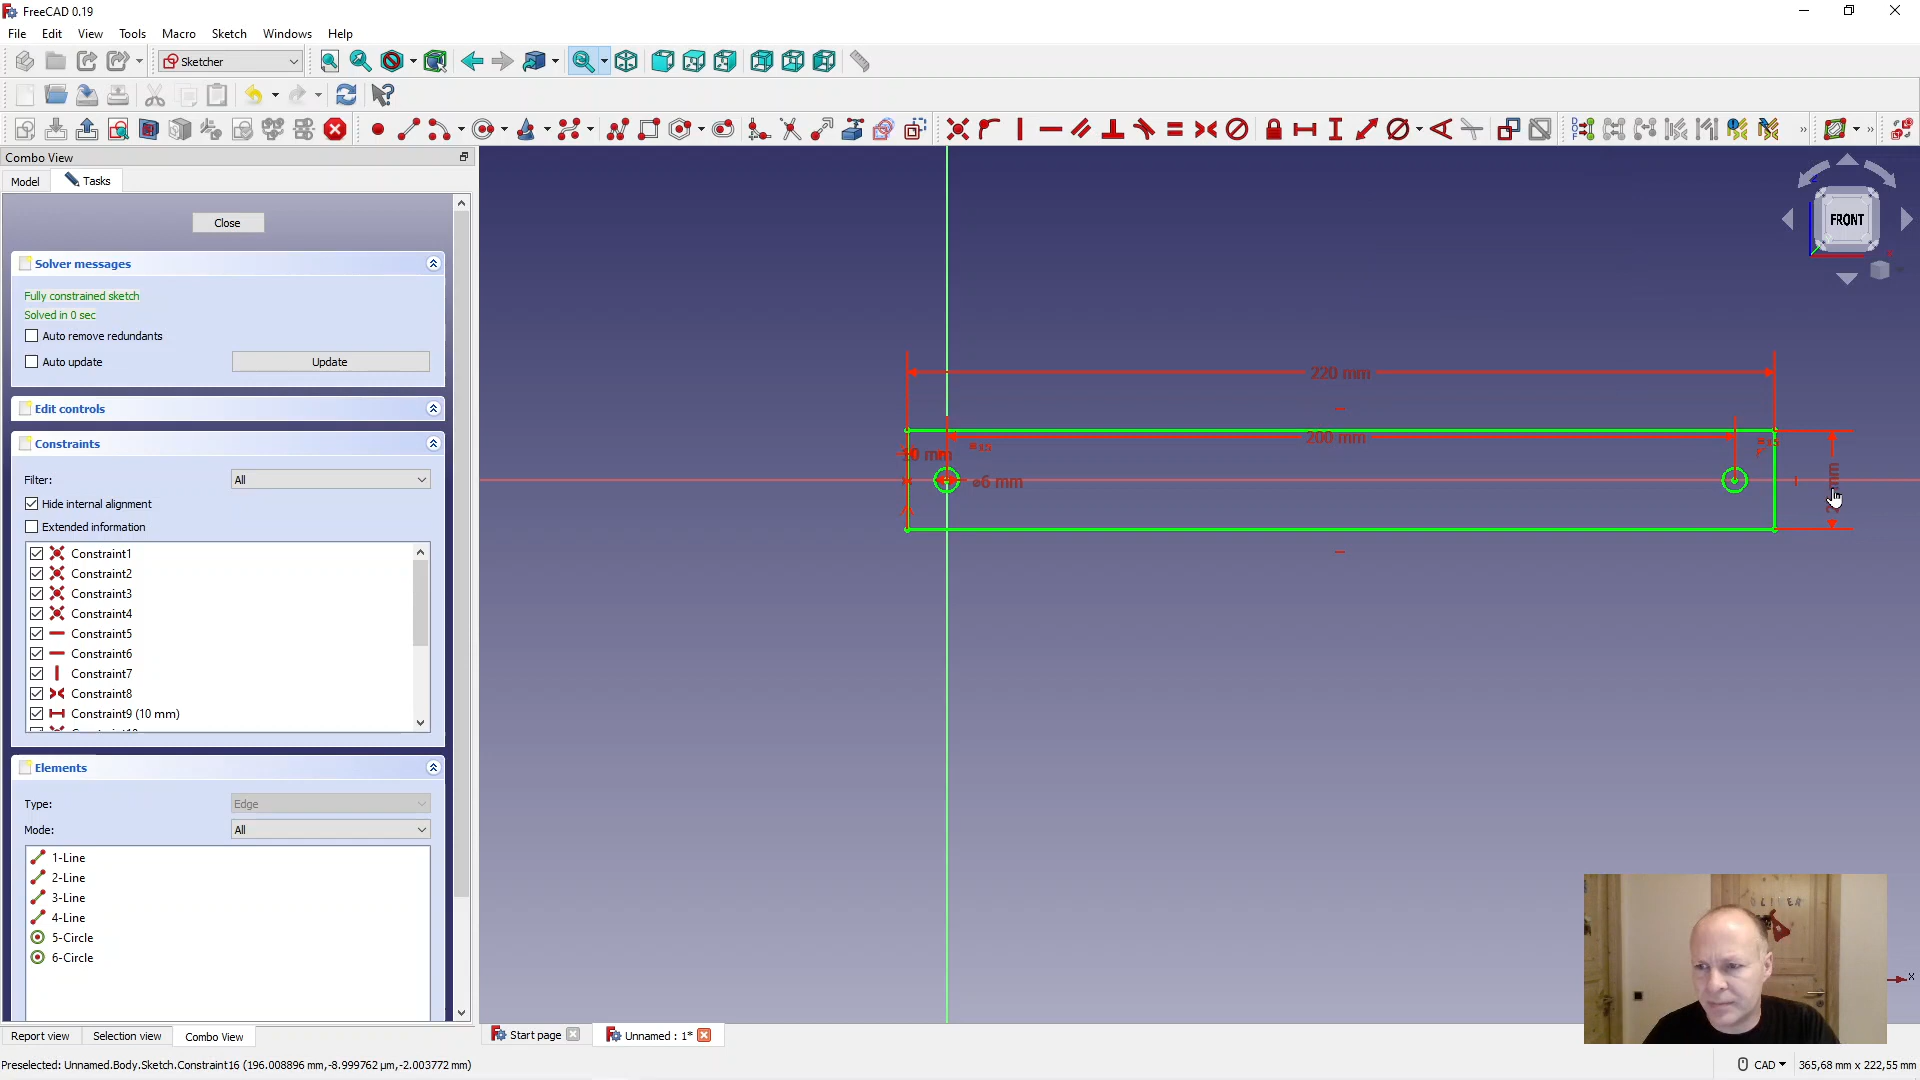 FreeCAD 0.19
File Edit View Tools Macro Sketch Windows Help
Sketcher
Combo View
Model Tasks
Close
Solver messages
Fully constrained sketch
Solved in 0 sec
Auto remove redundants
Auto update Update
Edit controls
Constraints
Filter: All
Hide internal alignment
Extended information
Constraint1
Constraint2
Constraint3
Constraint4
Constraint5
Constraint6
Constraint7
Constraint8
Constraint9 (10 mm)
Elements
Type: Edge
Mode: All
1-Line
2-Line
3-Line
4-Line
5-Circle
6-Circle
Report view Selection view Combo View
FRONT
220 mm
200 mm
10 mm
⌀6 mm
mm
OLIVER
x
Start page Unnamed : 1*
Preselected: Unnamed.Body.Sketch.Constraint16 (196.008896 mm,-8.999762 µm,-2.003772 mm)
CAD 365,68 mm x 222,55 mm